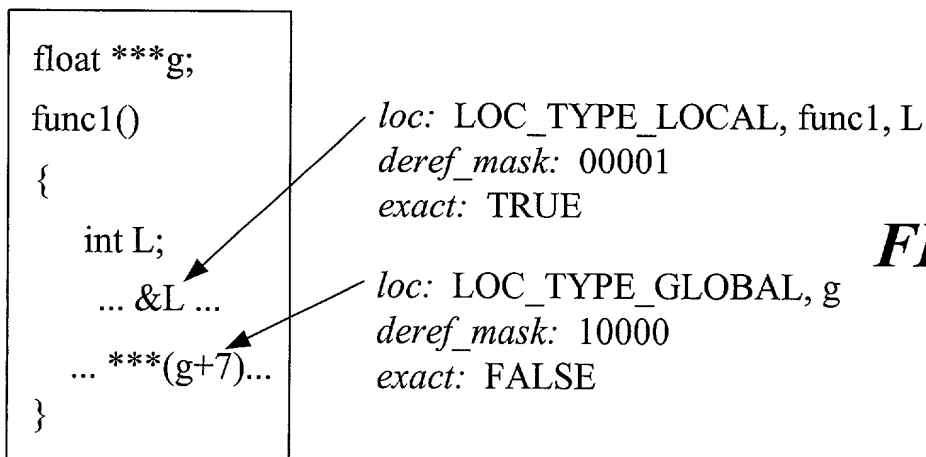 float ***g;
func1()
{
int L;
... &L ...
... ***(g+7)...
}
loc: LOC_TYPE_LOCAL, func1, L
deref_mask: 00001
exact: TRUE
loc: LOC_TYPE_GLOBAL, g
deref_mask: 10000
exact: FALSE